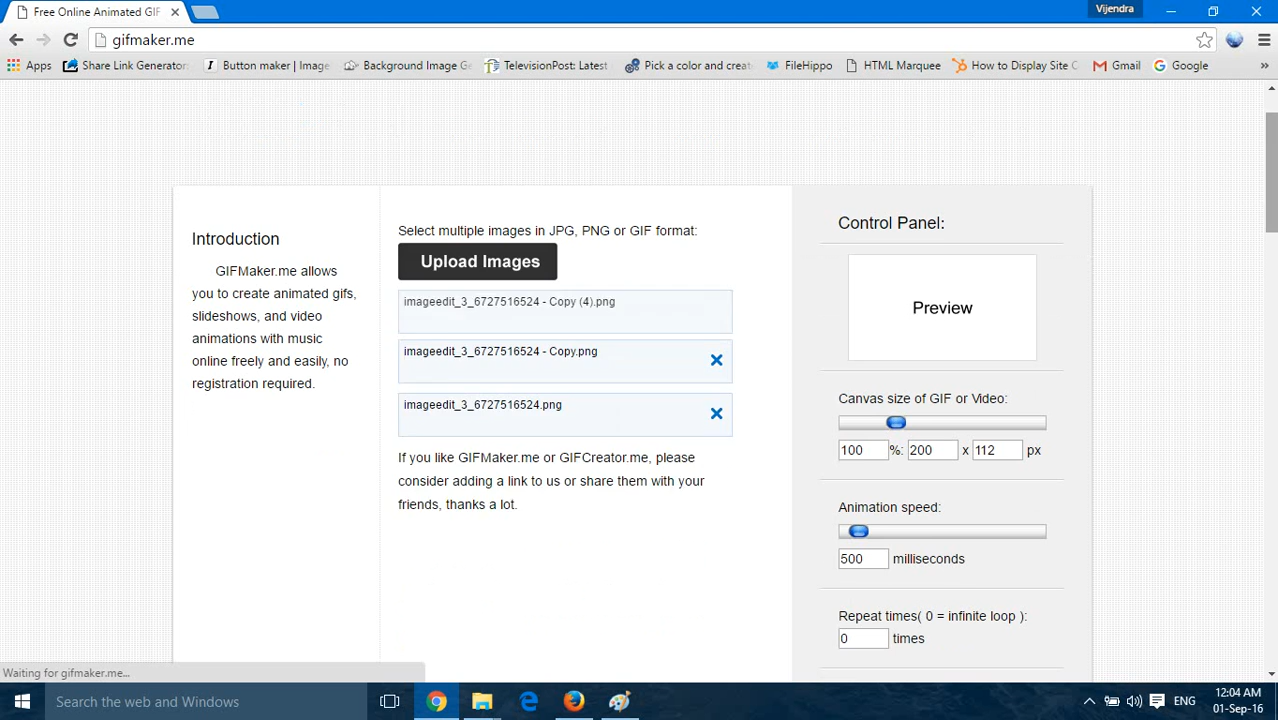 Free Online Animated GIF
Vijendra
gifmaker.me
Apps
Share Link Generator
Button maker | Image
Background Image Ge
TelevisionPost: Latest
Pick a color and creat
FileHippo
HTML Marquee
How to Display Site C
Gmail
Google
»
Introduction
GIFMaker.me allows
you to create animated gifs,
slideshows, and video
animations with music
online freely and easily, no
registration required.
Select multiple images in JPG, PNG or GIF format:
Upload Images
imageedit_3_6727516524 - Copy (4).png
imageedit_3_6727516524 - Copy.png
imageedit_3_6727516524.png
If you like GIFMaker.me or GIFCreator.me, please
consider adding a link to us or share them with your
friends, thanks a lot.
Control Panel:
Preview
Canvas size of GIF or Video:
100 %: 200 x 112 px
Animation speed:
500 milliseconds
Repeat times( 0 = infinite loop ):
0 times
Waiting for gifmaker.me...
Search the web and Windows
ENG
12:04 AM
01-Sep-16